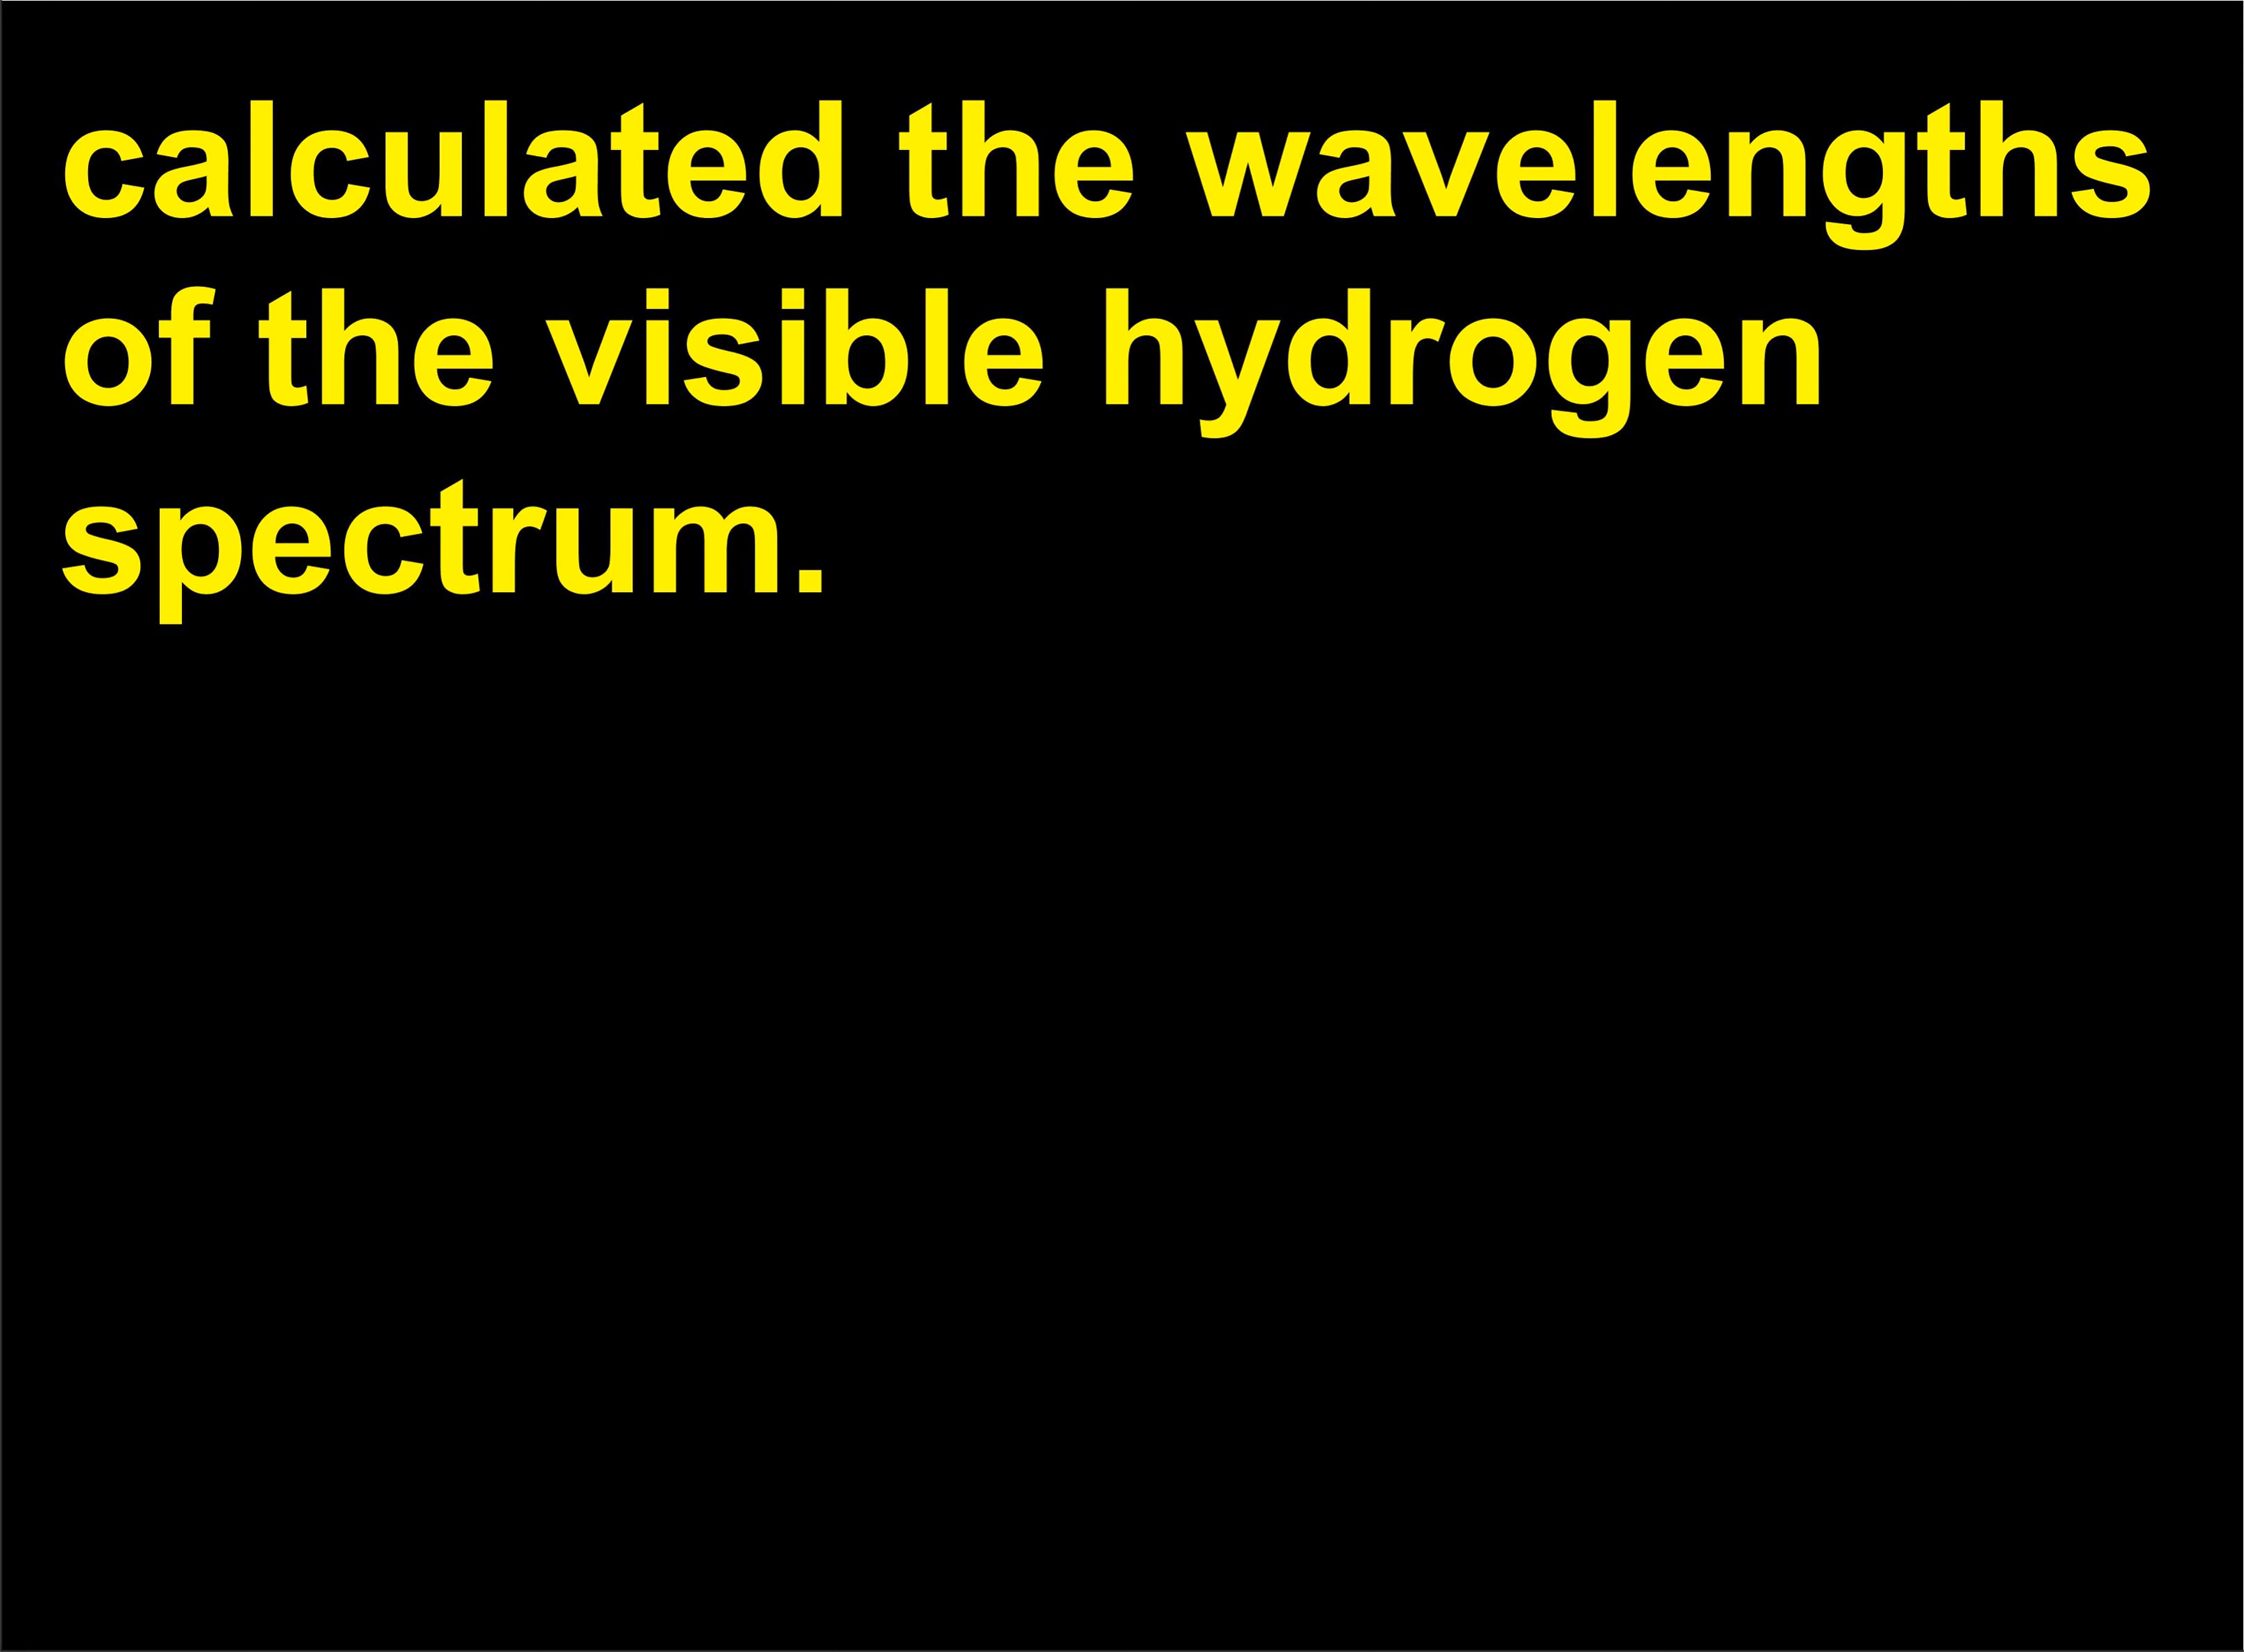 calculated the wavelengths
of the visible hydrogen
spectrum.